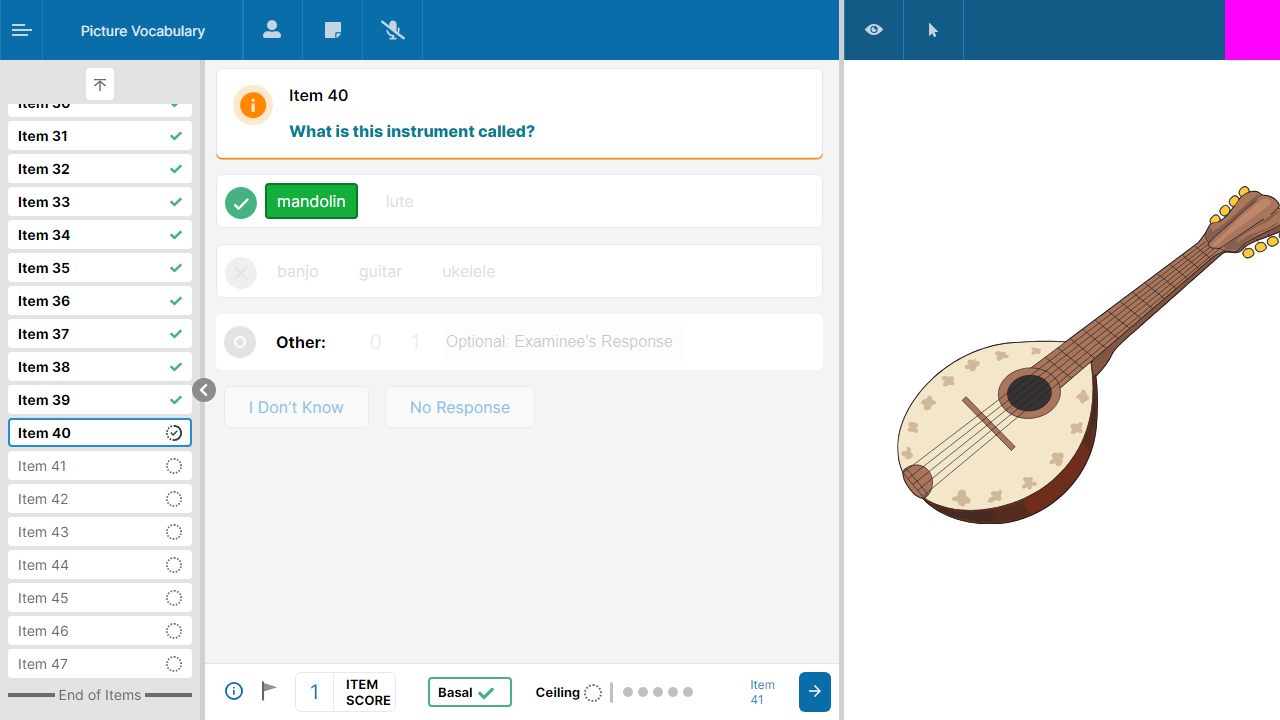 Picture Vocabulary
Item 30
Item 31
Item 32
Item 33
Item 34
Item 35
Item 36
Item 37
Item 38
Item 39
Item 40
Item 41
Item 42
Item 43
Item 44
Item 45
Item 46
Item 47
End of Items
Item 40
What is this instrument called?
mandolin lute
banjo guitar ukelele
Other: 0 1 Optional: Examinee's Response
I Don't Know No Response
1 ITEM SCORE Basal Ceiling Item 41